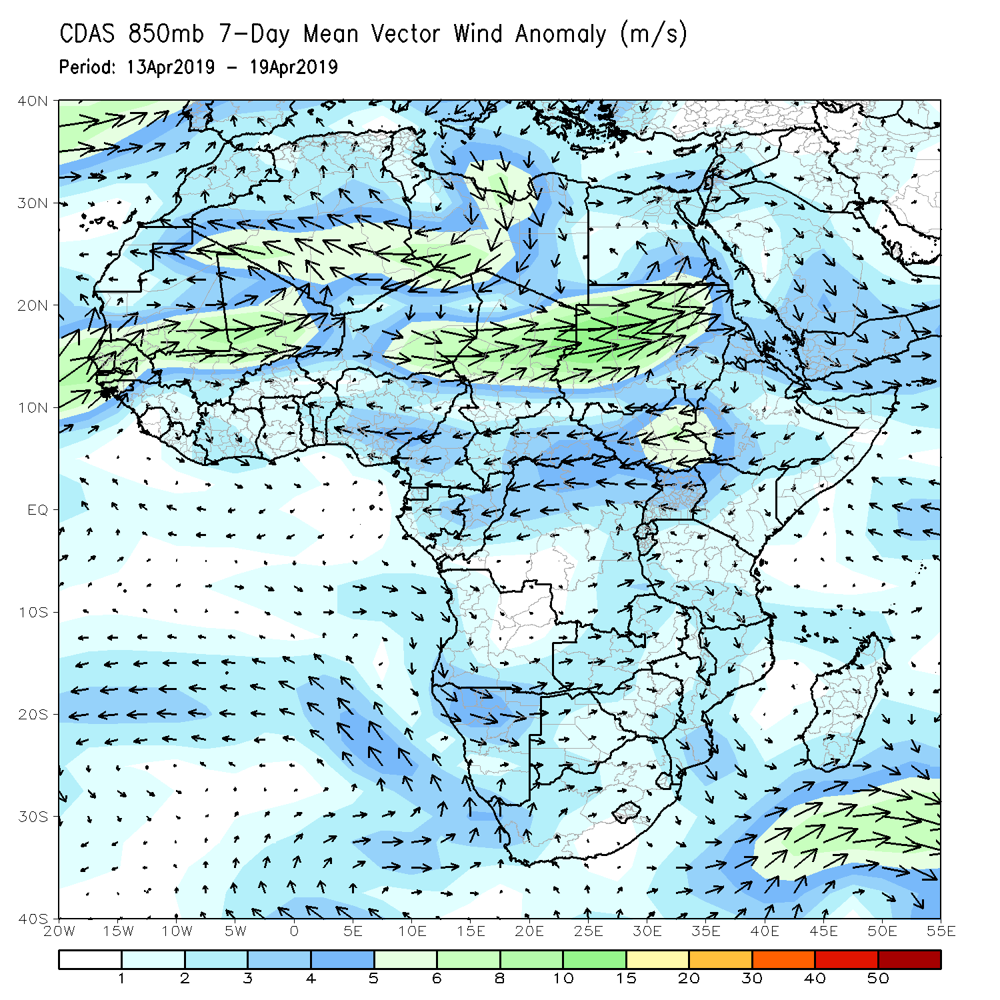 CDAS 850mb 7-Day Mean Vector Wind Anomaly (m/s)
Period: 13Apr2019 - 19Apr2019
40N
30N
20N
10N
EQ
10S
20S
30S
40S
20W 15W 10W 5W 0 5E 10E 15E 20E 25E 30E 35E 40E 45E 50E 55E
1 2 3 4 5 6 8 10 15 20 30 40 50